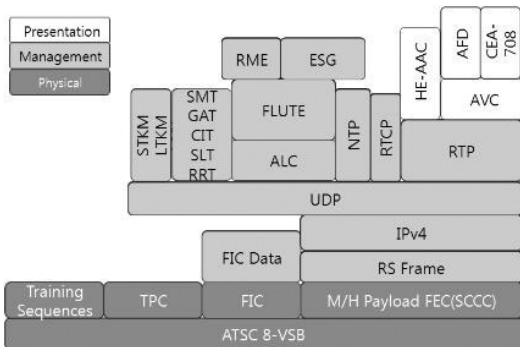 Presentation
Management
Physical
RME
ESG
HE-AAC
AFD
CEA-
708
AVC
STKM
LTKM
SMT
GAT
CIT
SLT
RRT
FLUTE
ALC
NTP
RTCP
RTP
UDP
IPv4
FIC Data
RS Frame
Training
Sequences
TPC
FIC
M/H Payload FEC(SCCC)
ATSC 8-VSB